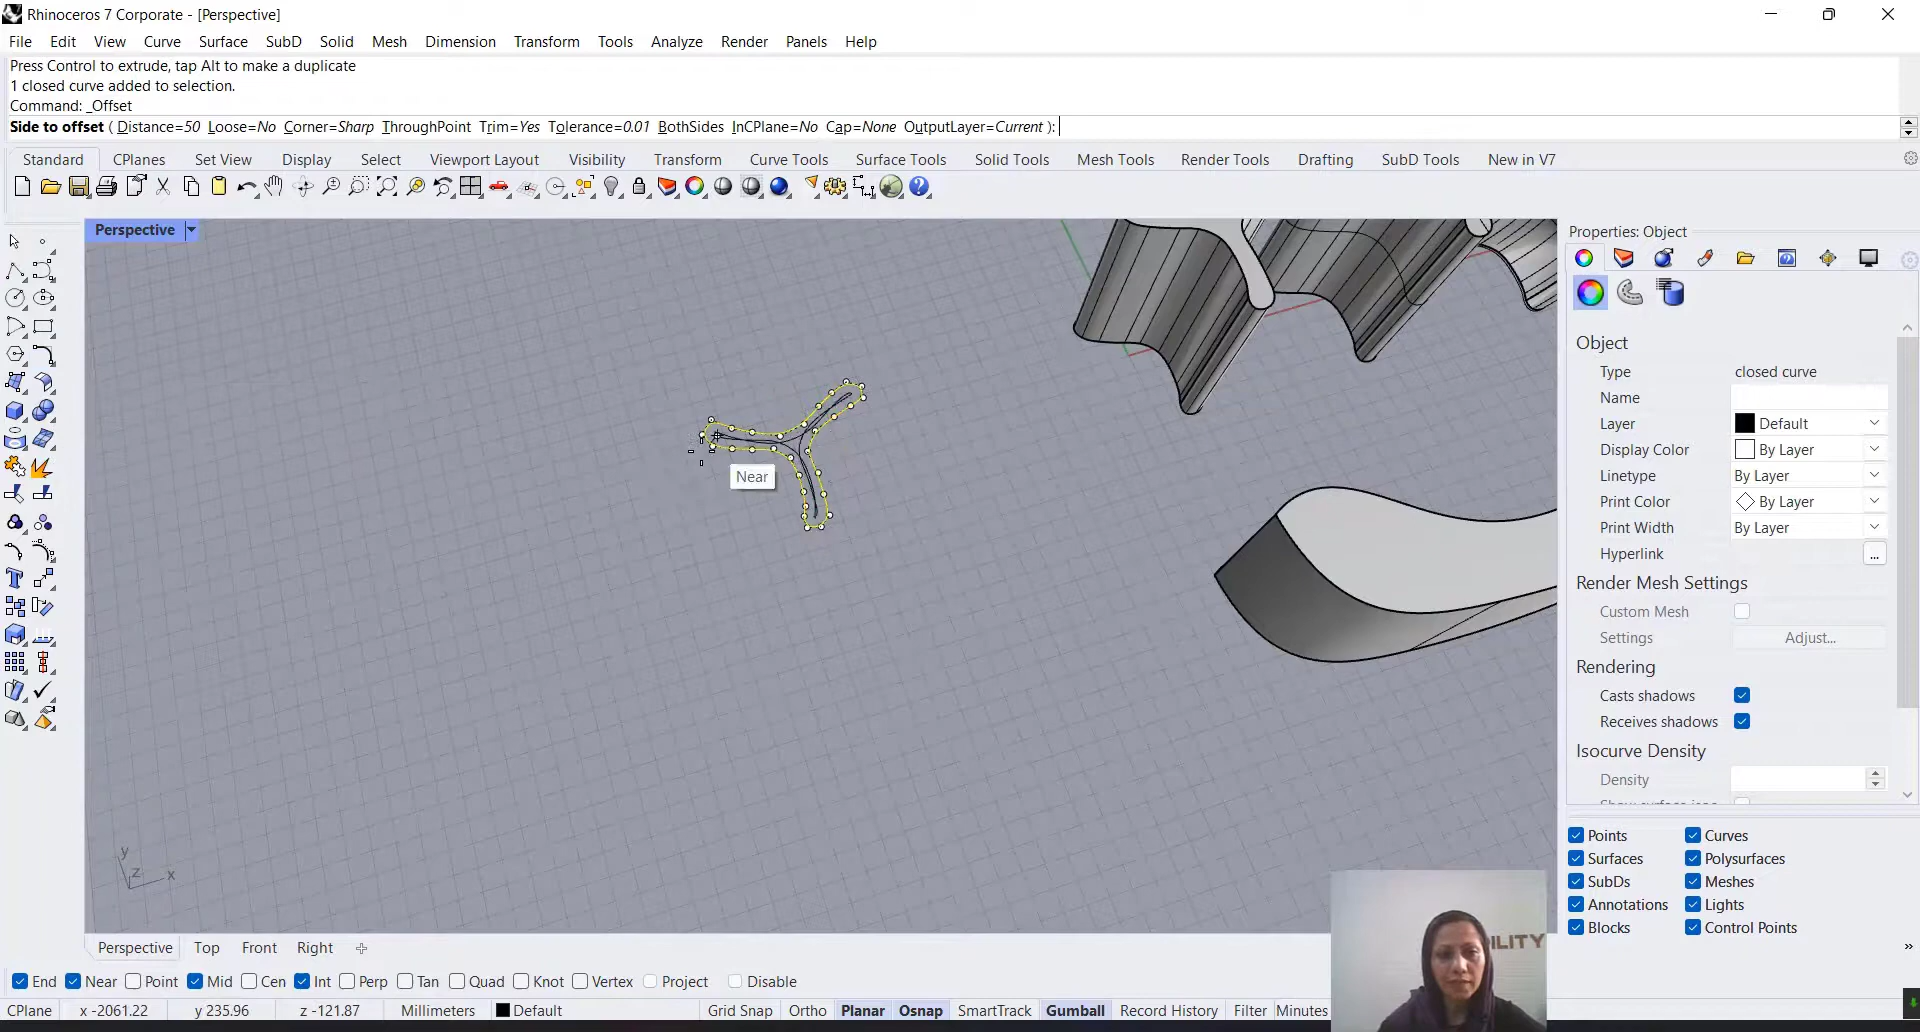 Rhinoceros 7 Corporate - [Perspective]
File Edit View Curve Surface SubD Solid Mesh Dimension Transform Tools Analyze Render Panels Help
Press Control to extrude, tap Alt to make a duplicate
1 closed curve added to selection.
Command: _Offset
Side to offset ( Distance=50 Loose=No Corner=Sharp ThroughPoint Trim=Yes Tolerance=0.01 BothSides InCPlane=No Cap=None OutputLayer=Current ):
Standard CPlanes Set View Display Select Viewport Layout Visibility Transform Curve Tools Surface Tools Solid Tools Mesh Tools Render Tools Drafting SubD Tools New in V7
Perspective
Near
y
z x
Properties: Object
Object
Type closed curve
Name
Layer Default
Display Color By Layer
Linetype By Layer
Print Color By Layer
Print Width By Layer
Hyperlink ...
Render Mesh Settings
Custom Mesh
Settings Adjust...
Rendering
Casts shadows
Receives shadows
Isocurve Density
Density
Points Curves
Surfaces Polysurfaces
SubDs Meshes
Annotations Lights
Blocks Control Points
ILITY
Perspective Top Front Right
End Near Point Mid Cen Int Perp Tan Quad Knot Vertex Project Disable
CPlane x -2061.22 y 235.96 z -121.87 Millimeters Default Grid Snap Ortho Planar Osnap SmartTrack Gumball Record History Filter Minutes